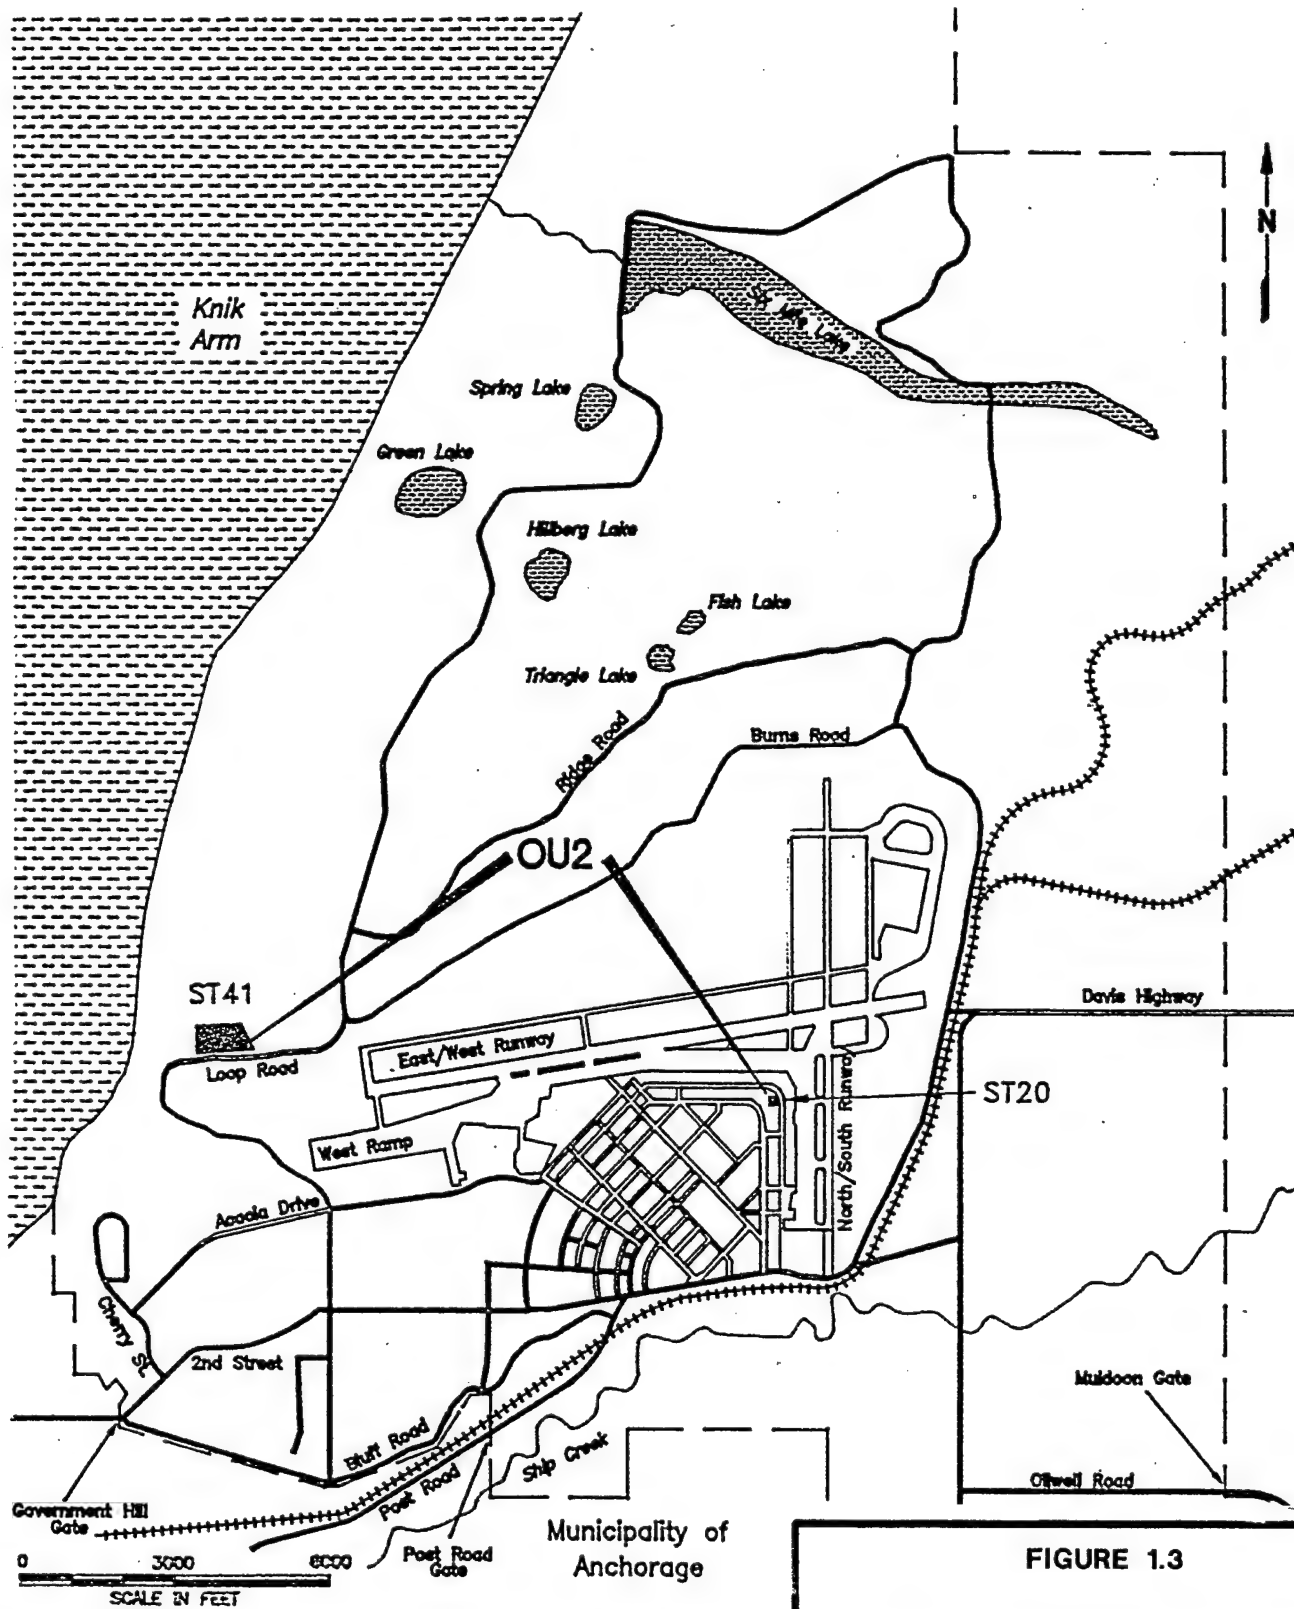 N
Knik
Arm
Six Mile Lake
Spring Lake
Green Lake
Hillberg Lake
Fish Lake
Triangle Lake
Ridge Road
Burns Road
OU2
ST41
Davis Highway
East/West Runway
Loop Road
ST20
North/South Runway
West Ramp
Acacia Drive
Cherry St.
2nd Street
Muldoon Gate
Bluff Road
Ship Creek
Post Road
Oilwell Road
Government Hill
Gate
Municipality of
Anchorage
Post Road
Gate
FIGURE 1.3
0 3000 6000
SCALE IN FEET